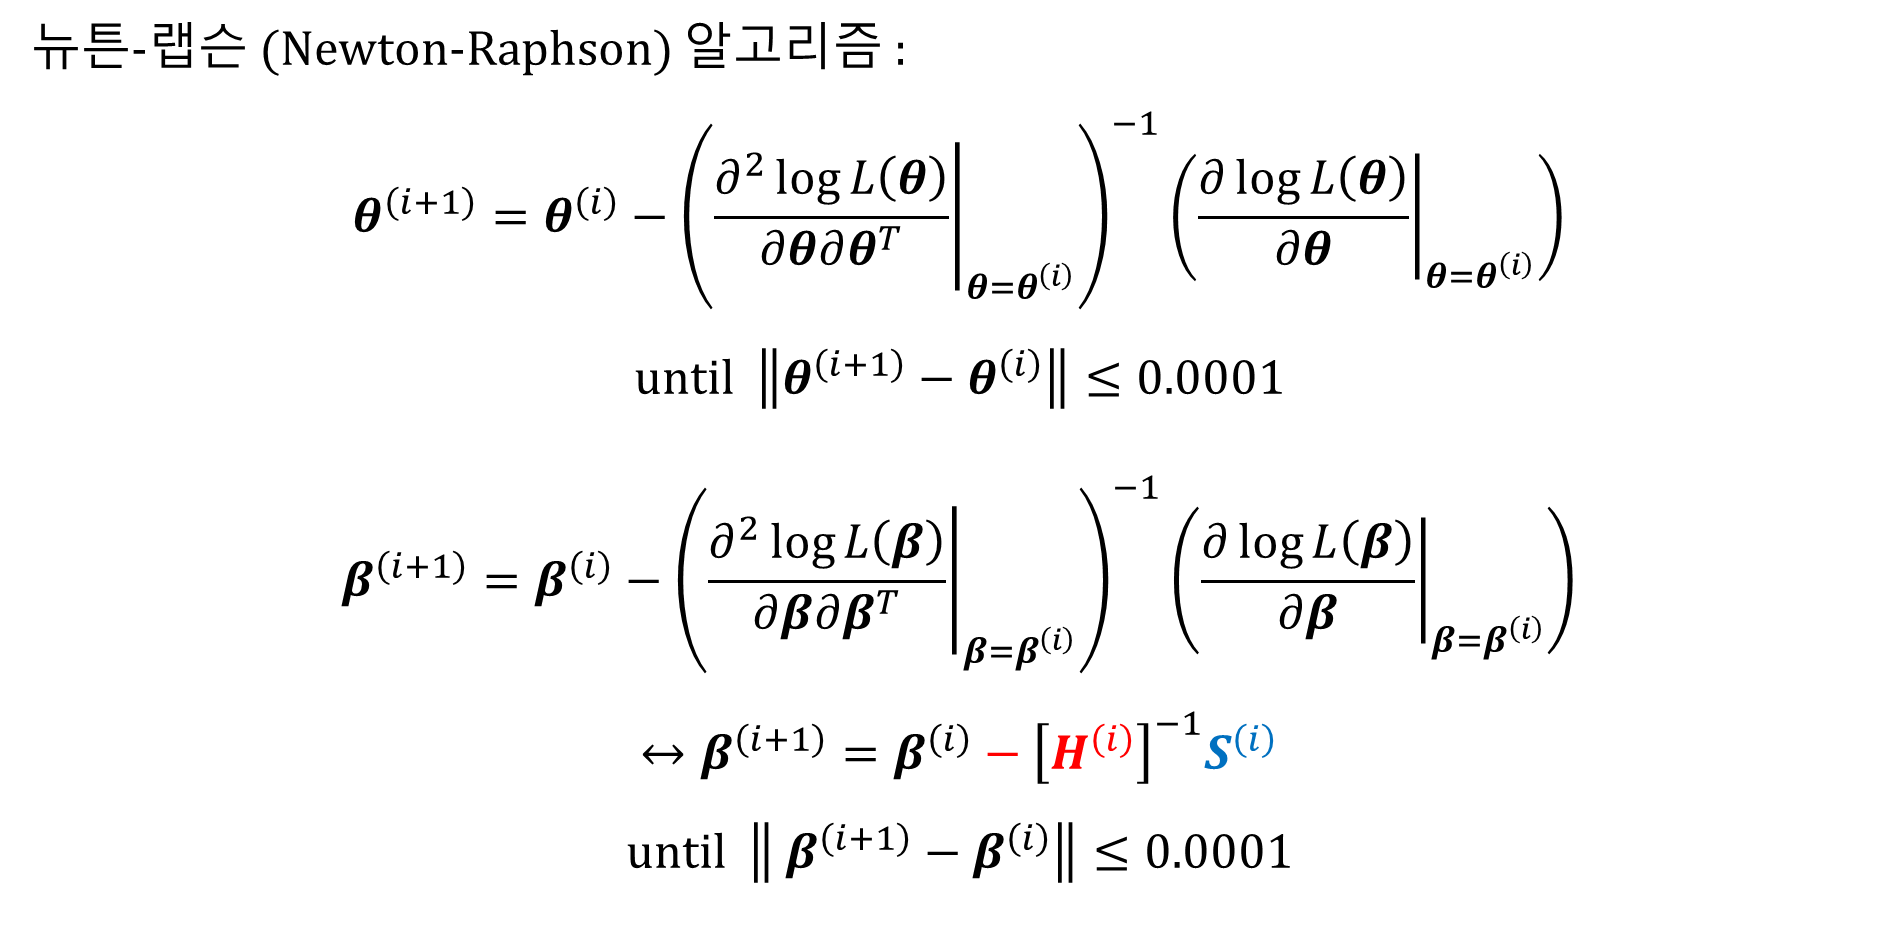 뉴튼-랩슨 (Newton-Raphson) 알고리즘 :
𝜽^(i+1) = 𝜽^(i) − ( ∂² log L(𝜽) / ∂𝜽∂𝜽^T |_{𝜽=𝜽^(i)} )^−1 ( ∂ log L(𝜽) / ∂𝜽 |_{𝜽=𝜽^(i)} )
until ‖𝜽^(i+1) − 𝜽^(i)‖ ≤ 0.0001
𝜷^(i+1) = 𝜷^(i) − ( ∂² log L(𝜷) / ∂𝜷∂𝜷^T |_{𝜷=𝜷^(i)} )^−1 ( ∂ log L(𝜷) / ∂𝜷 |_{𝜷=𝜷^(i)} )
↔ 𝜷^(i+1) = 𝜷^(i) − [𝑯^(i)]^−1 𝑺^(i)
until ‖ 𝜷^(i+1) − 𝜷^(i)‖ ≤ 0.0001